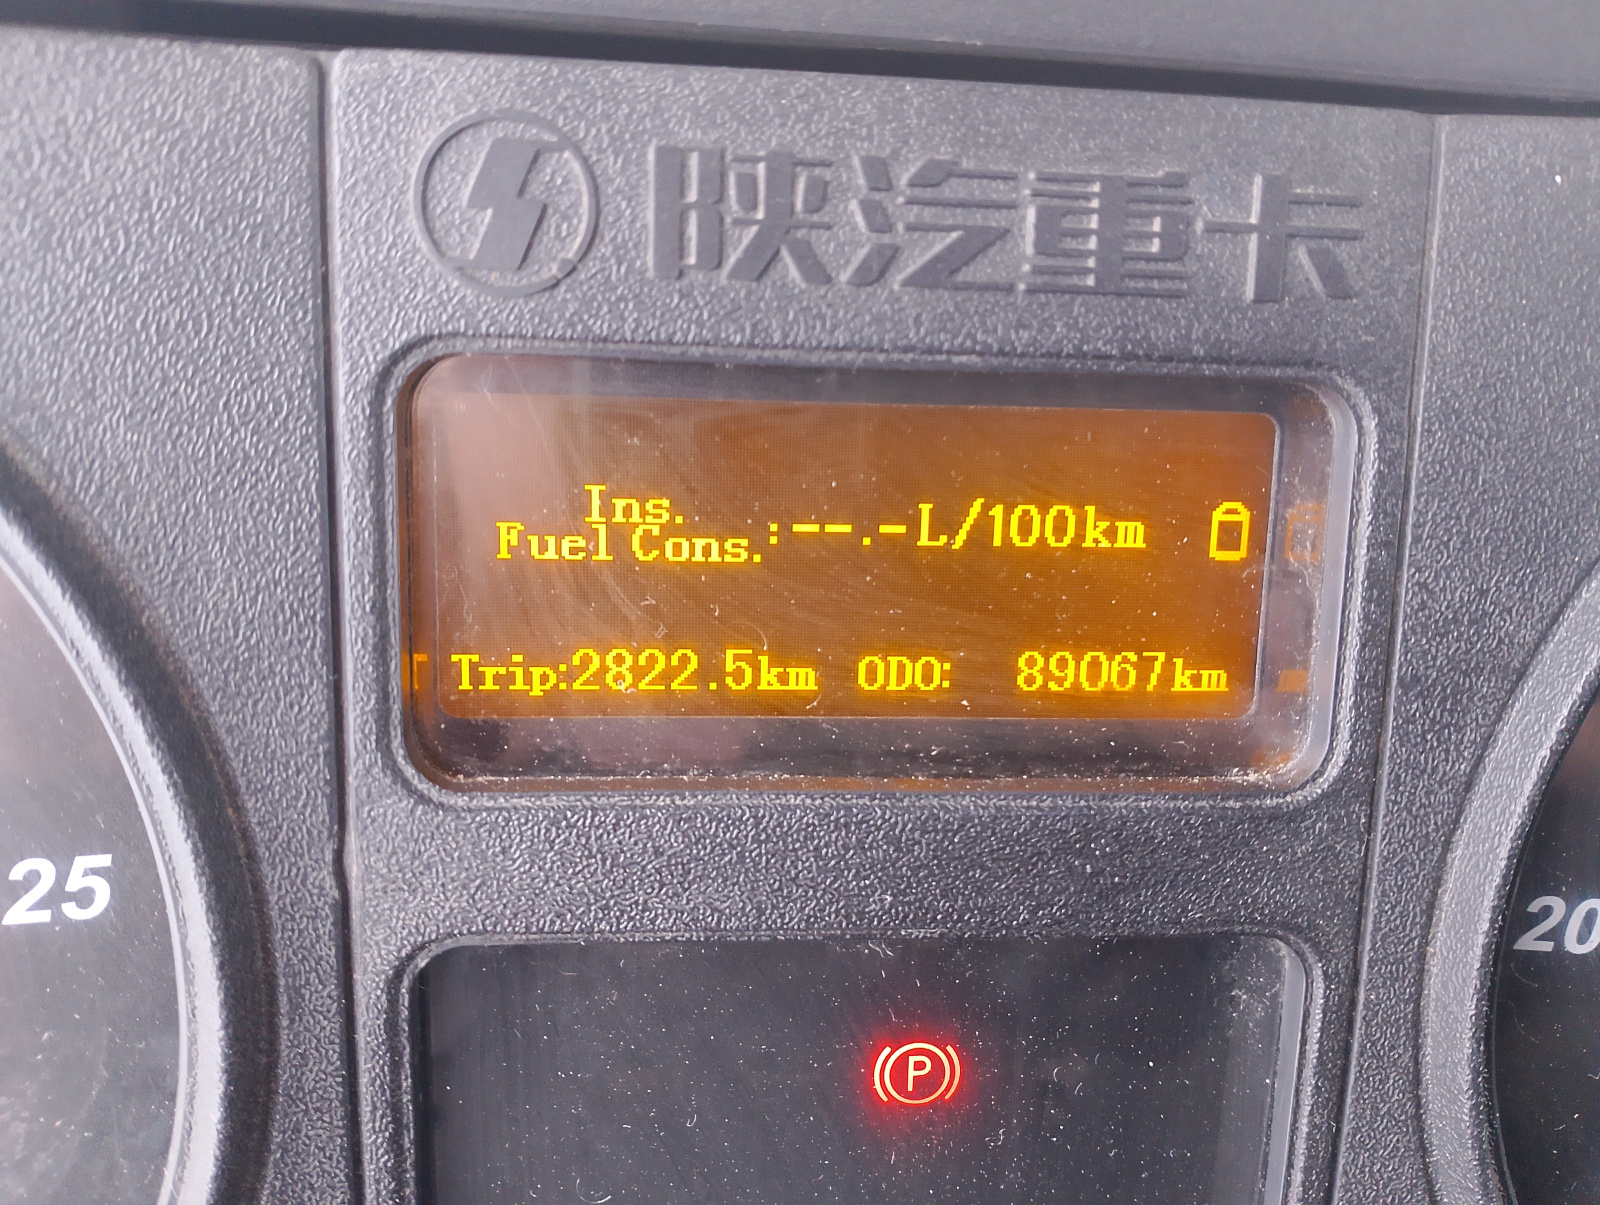 陕汽重卡
Ins.
Fuel Cons.:--.-L/100km
Trip:2822.5km ODO: 89067km
25
20
P